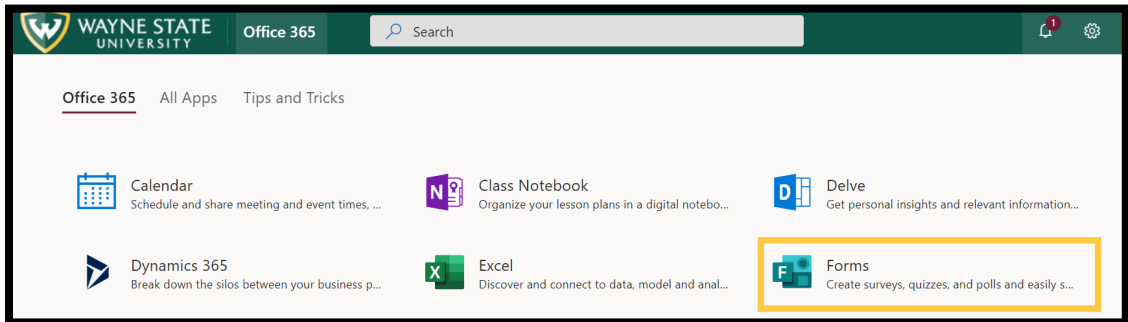 WAYNE STATE
UNIVERSITY
Office 365
Search
1
Office 365 All Apps Tips and Tricks
Calendar
Schedule and share meeting and event times, ...
N
Class Notebook
Organize your lesson plans in a digital notebo...
D
Delve
Get personal insights and relevant information...
Dynamics 365
Break down the silos between your business p...
X
Excel
Discover and connect to data, model and anal...
F
Forms
Create surveys, quizzes, and polls and easily s...